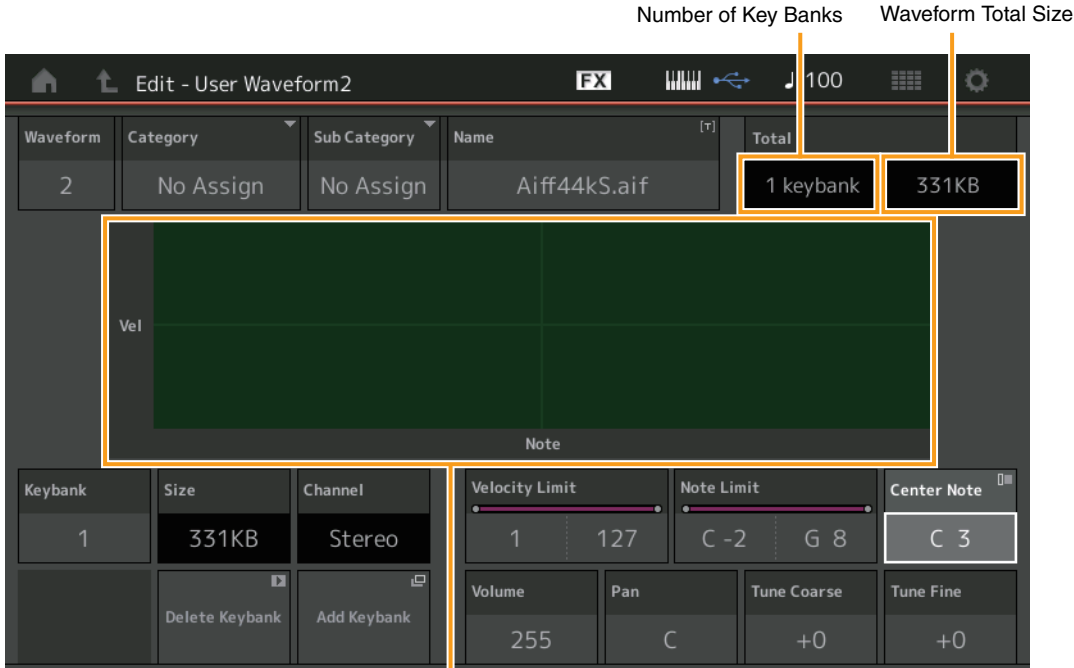 Number of Key Banks Waveform Total Size
Edit - User Waveform2 FX 100
Waveform Category Sub Category Name [T] Total
2 No Assign No Assign Aiff44kS.aif 1 keybank 331KB
Vel
Note
Keybank Size Channel Velocity Limit Note Limit Center Note
1 331KB Stereo 1 127 C -2 G 8 C 3
Delete Keybank Add Keybank Volume Pan Tune Coarse Tune Fine
255 C +0 +0